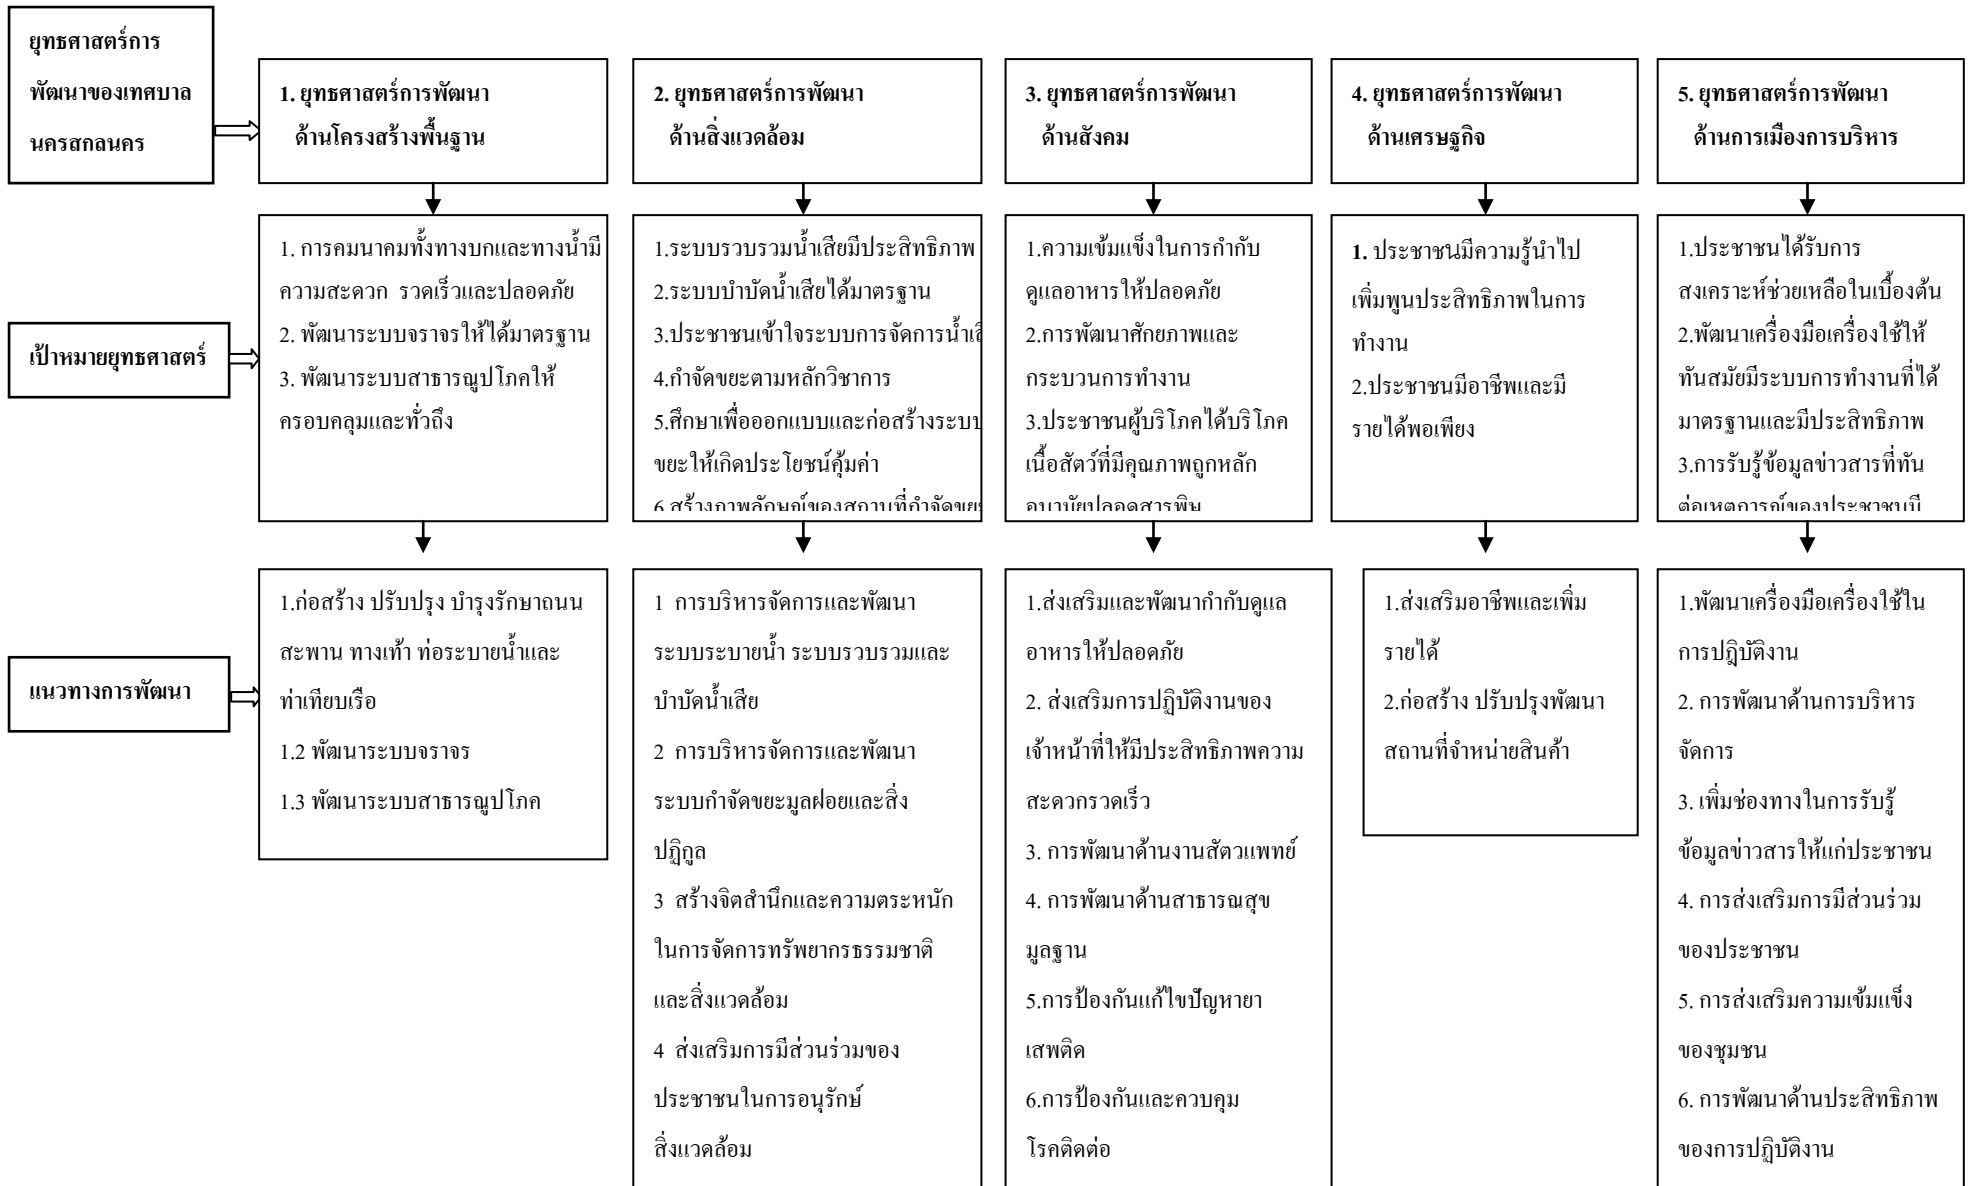 ยุทธศาสตร์การ
พัฒนาของเทศบาล
นครสกลนคร
1. ยุทธศาสตร์การพัฒนา
ด้านโครงสร้างพื้นฐาน
2. ยุทธศาสตร์การพัฒนา
ด้านสิ่งแวดล้อม
3. ยุทธศาสตร์การพัฒนา
ด้านสังคม
4. ยุทธศาสตร์การพัฒนา
ด้านเศรษฐกิจ
5. ยุทธศาสตร์การพัฒนา
ด้านการเมืองการบริหาร
เป้าหมายยุทธศาสตร์
1. การคมนาคมทั้งทางบกและทางน้ำมี
ความสะดวก รวดเร็วและปลอดภัย
2. พัฒนาระบบจราจรให้ได้มาตรฐาน
3. พัฒนาระบบสาธารณูปโภคให้
ครอบคลุมและทั่วถึง
1.ระบบรวบรวมน้ำเสียมีประสิทธิภาพ
2.ระบบบำบัดน้ำเสียได้มาตรฐาน
3.ประชาชนเข้าใจระบบการจัดการ
4.กำจัดขยะตามหลักวิชาการ
5.ศึกษาเพื่อออกแบบและก่อสร้างระบบ
ขยะให้เกิดประโยชน์คุ้มค่า
6.สร้างภาพลักษณ์ของสถานที่กำจัด
1.ความเข้มแข็งในการกำกับ
ดูแลอาหารให้ปลอดภัย
2.การพัฒนาศักยภาพและ
กระบวนการทำงาน
3.ประชาชนผู้บริโภคได้บริโภค
เนื้อสัตว์ที่มีคุณภาพถูกหลัก
อนามัยปลอดสารพิษ
1. ประชาชนมีความรู้นำไป
เพิ่มพูนประสิทธิภาพในการ
ทำงาน
2.ประชาชนมีอาชีพและมี
รายได้พอเพียง
1.ประชาชนได้รับการ
สงเคราะห์ช่วยเหลือในเบื้องต้น
2.พัฒนาเครื่องมือเครื่องใช้ให้
ทันสมัยมีระบบการทำงานที่ได้
มาตรฐานและมีประสิทธิภาพ
3.การรับรู้ข้อมูลข่าวสารที่ทัน
ต่อเหตุการณ์ของประชาชนมี
แนวทางการพัฒนา
1.ก่อสร้าง ปรับปรุง บำรุงรักษาถนน
สะพาน ทางเท้า ท่อระบายน้ำและ
ท่าเทียบเรือ
1.2 พัฒนาระบบจราจร
1.3 พัฒนาระบบสาธารณูปโภค
1 การบริหารจัดการและพัฒนา
ระบบระบายน้ำ ระบบรวบรวมและ
บำบัดน้ำเสีย
2 การบริหารจัดการและพัฒนา
ระบบกำจัดขยะมูลฝอยและสิ่ง
ปฏิกูล
3 สร้างจิตสำนึกและความตระหนัก
ในการจัดการทรัพยากรธรรมชาติ
และสิ่งแวดล้อม
4 ส่งเสริมการมีส่วนร่วมของ
ประชาชนในการอนุรักษ์
สิ่งแวดล้อม
1.ส่งเสริมและพัฒนากำกับดูแล
อาหารให้ปลอดภัย
2. ส่งเสริมการปฏิบัติงานของ
เจ้าหน้าที่ให้มีประสิทธิภาพความ
สะดวกรวดเร็ว
3. การพัฒนาด้านงานสัตวแพทย์
4. การพัฒนาด้านสาธารณสุข
มูลฐาน
5.การป้องกันแก้ไขปัญหายา
เสพติด
6.การป้องกันและควบคุม
โรคติดต่อ
1.ส่งเสริมอาชีพและเพิ่ม
รายได้
2.ก่อสร้าง ปรับปรุงพัฒนา
สถานที่จำหน่ายสินค้า
1.พัฒนาเครื่องมือเครื่องใช้ใน
การปฎิบัติงาน
2. การพัฒนาด้านการบริหาร
จัดการ
3. เพิ่มช่องทางในการรับรู้
ข้อมูลข่าวสารให้แก่ประชาชน
4. การส่งเสริมการมีส่วนร่วม
ของประชาชน
5. การส่งเสริมความเข้มแข็ง
ของชุมชน
6. การพัฒนาด้านประสิทธิภาพ
ของการปฏิบัติงาน